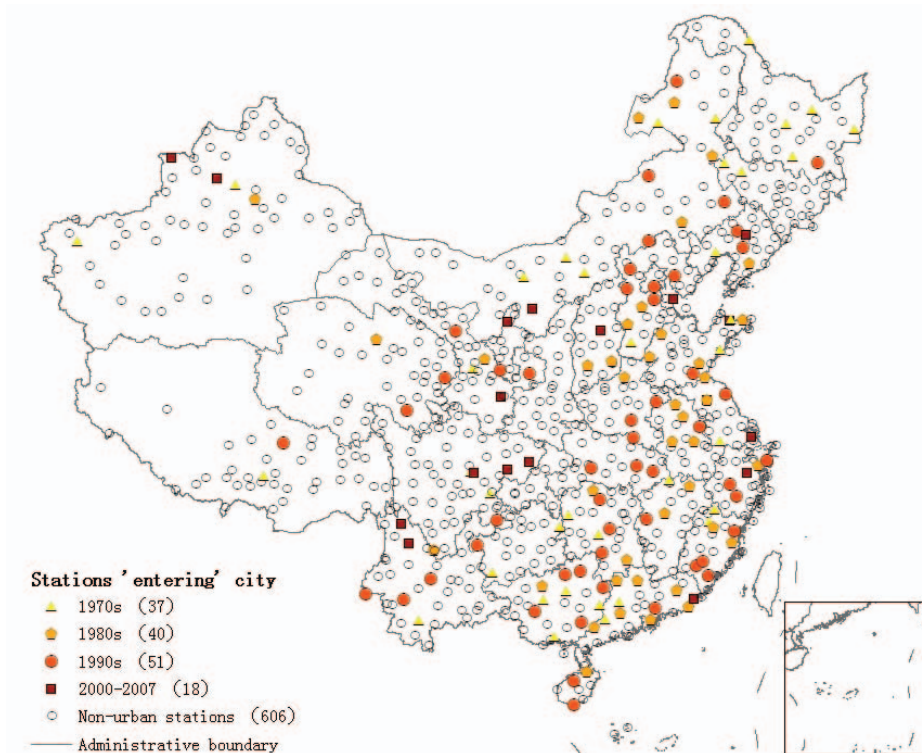 Stations 'entering' city
1970s (37)
1980s (40)
1990s (51)
2000-2007 (18)
Non-urban stations (606)
Administrative boundary